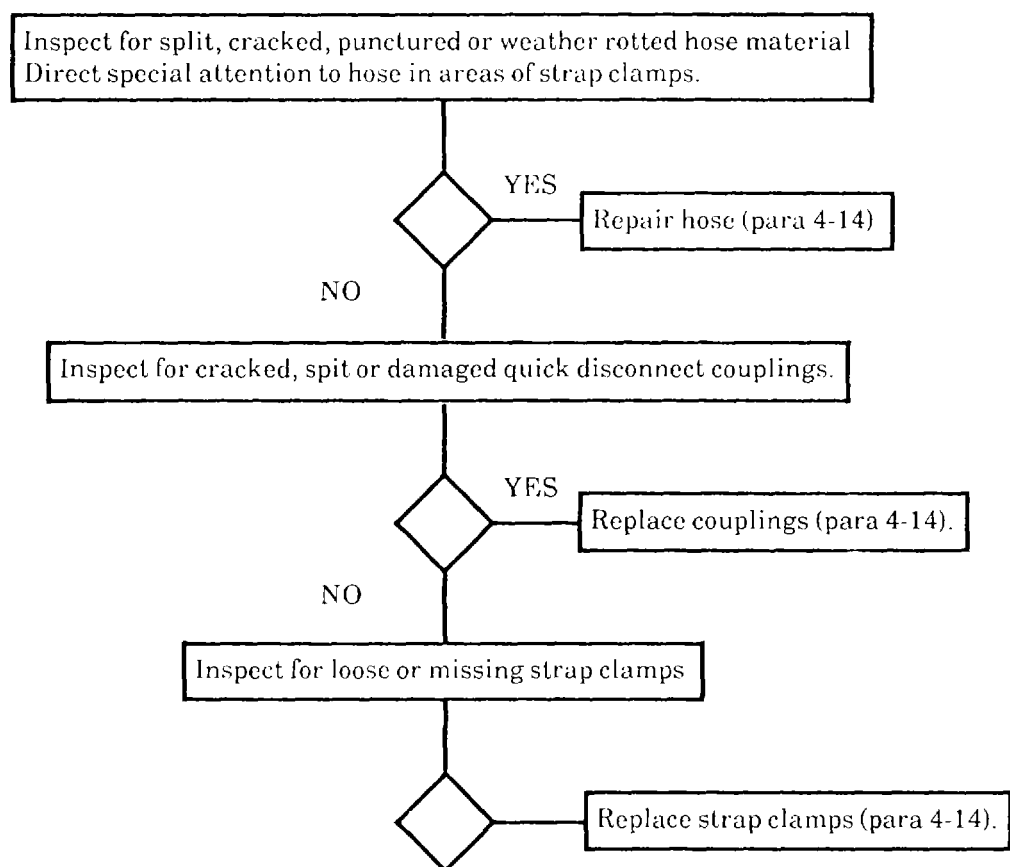 Inspect for split, cracked, punctured or weather rotted hose material
Direct special attention to hose in areas of strap clamps.
YES
Repair hose (para 4-14)
NO
Inspect for cracked, spit or damaged quick disconnect couplings.
YES
Replace couplings (para 4-14).
NO
Inspect for loose or missing strap clamps
Replace strap clamps (para 4-14).